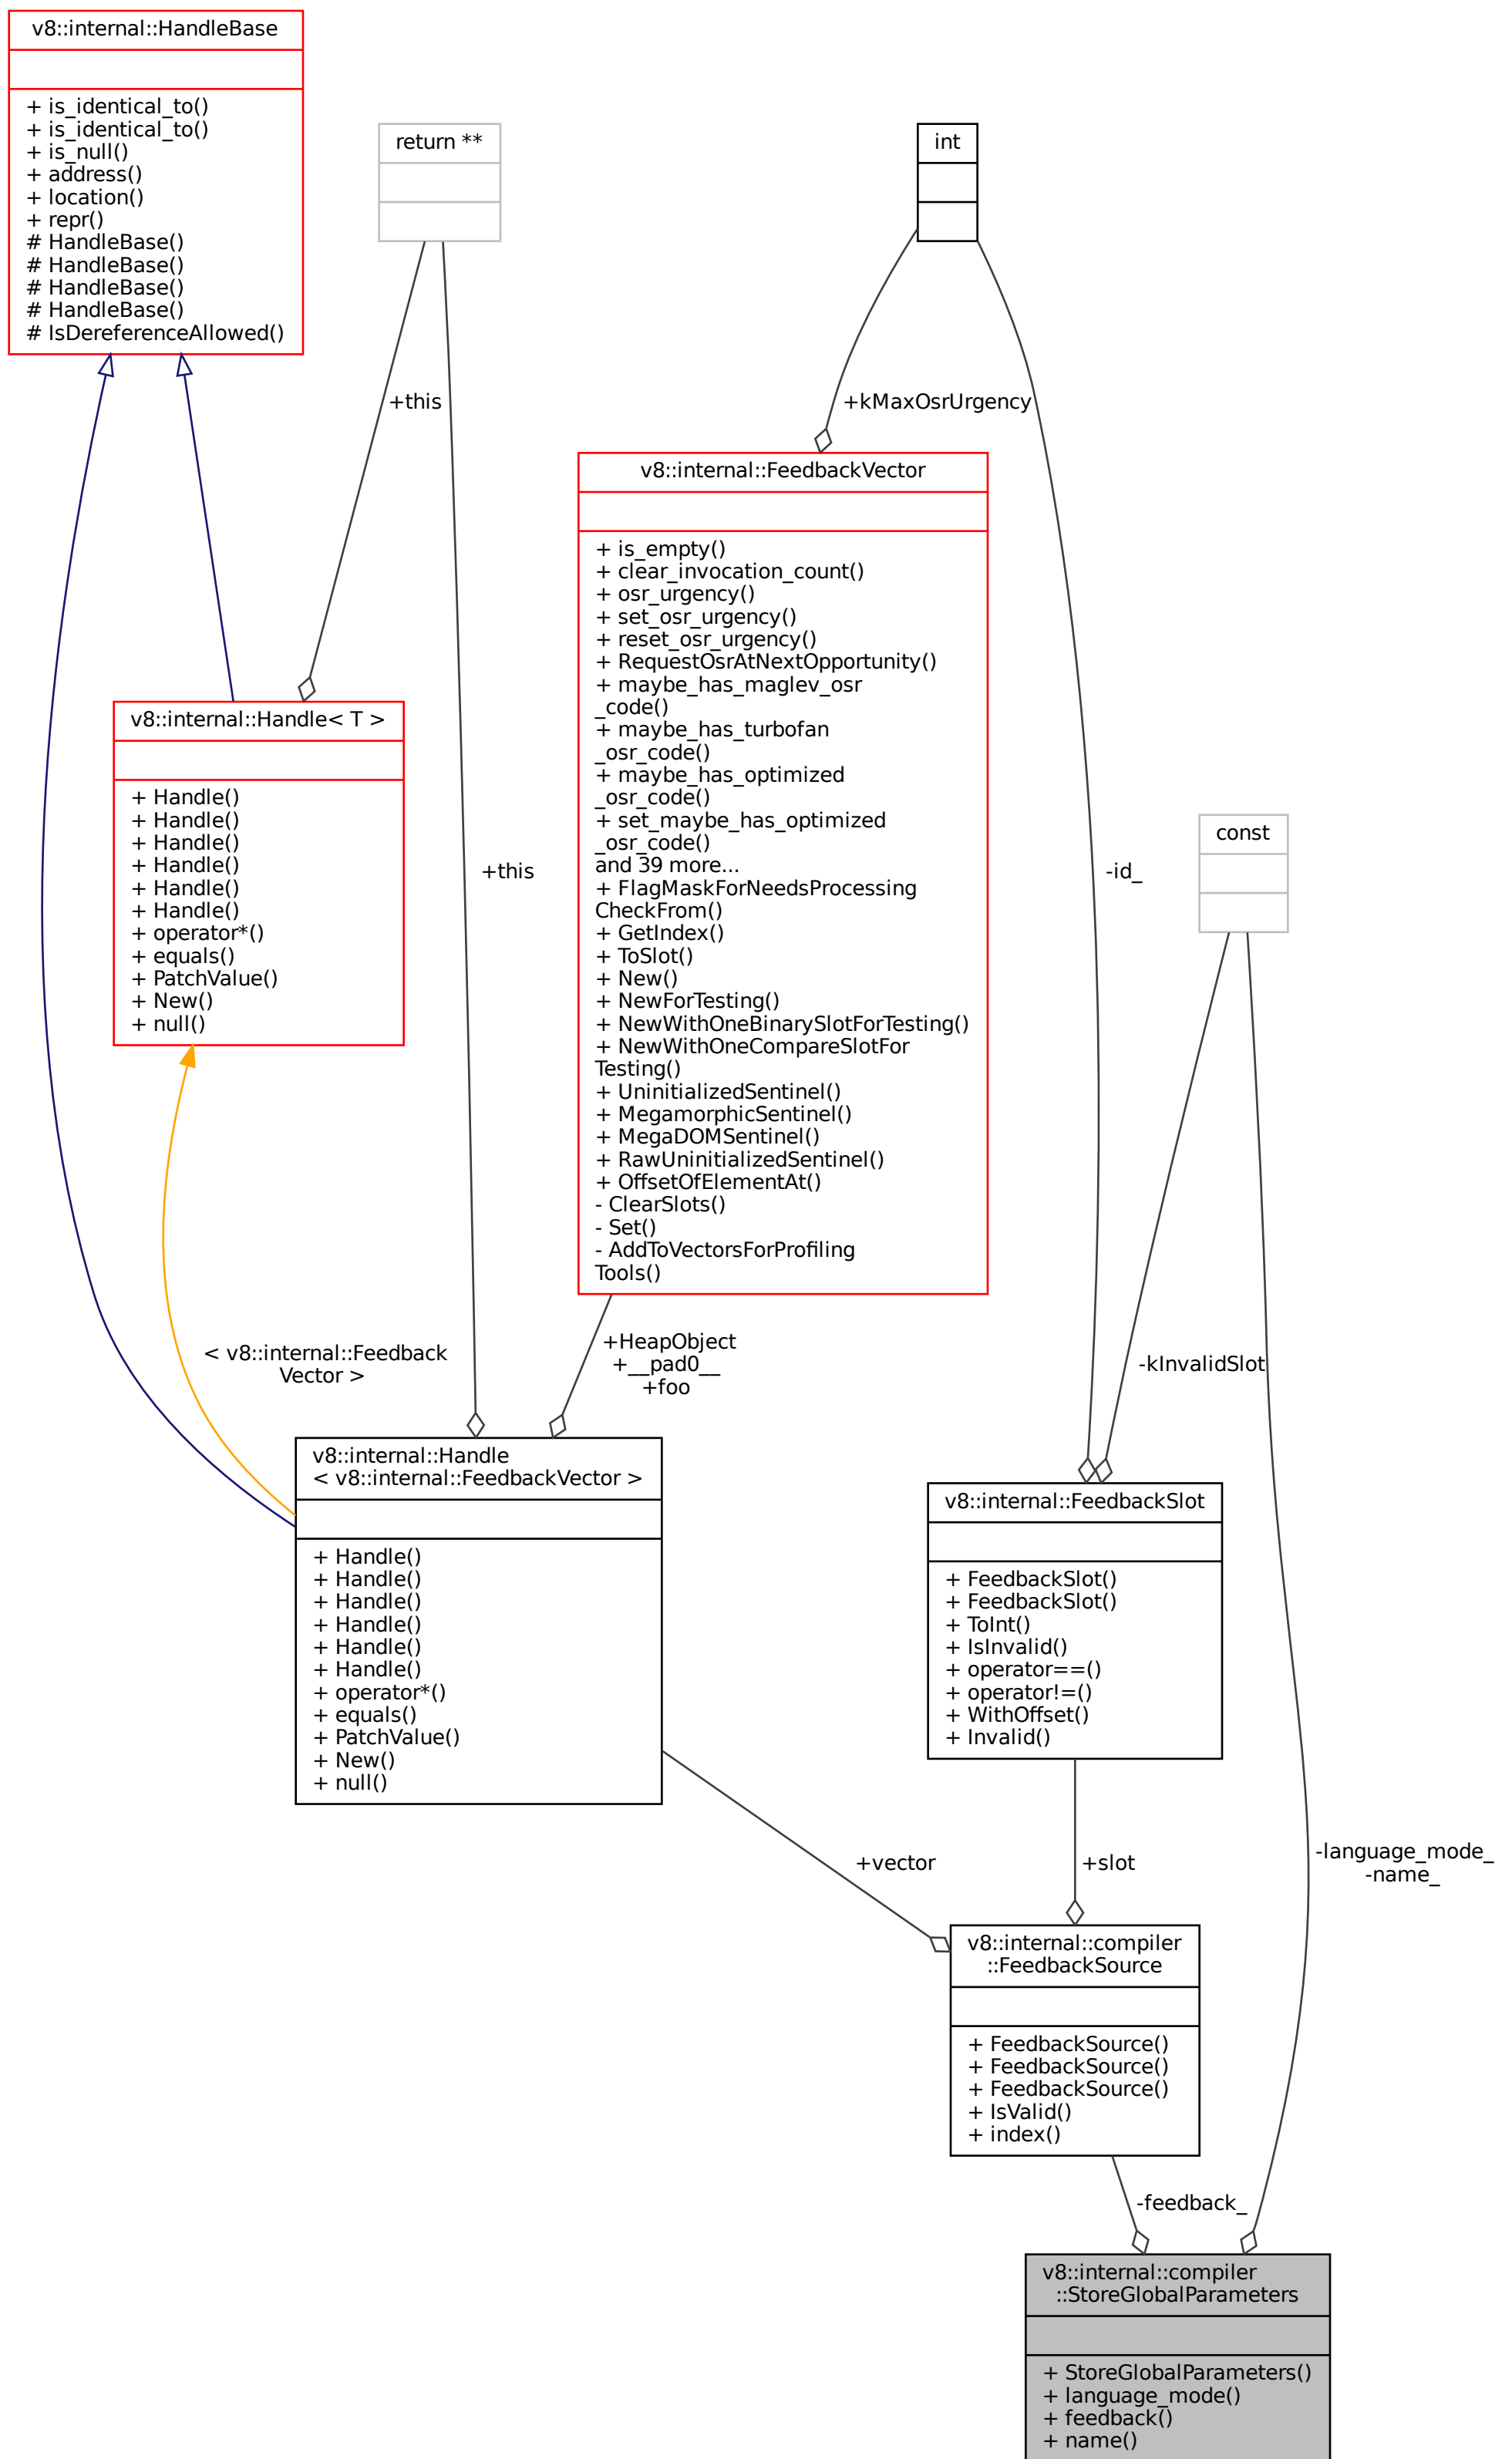 v8::internal::HandleBase
+ is_identical_to()
+ is_identical_to()
+ is_null()
+ address()
+ location()
+ repr()
# HandleBase()
# HandleBase()
# HandleBase()
# HandleBase()
# IsDereferenceAllowed()
return **
int
+this
+kMaxOsrUrgency
v8::internal::FeedbackVector
+ is_empty()
+ clear_invocation_count()
+ osr_urgency()
+ set_osr_urgency()
+ reset_osr_urgency()
+ RequestOsrAtNextOpportunity()
+ maybe_has_maglev_osr
_code()
+ maybe_has_turbofan
_osr_code()
+ maybe_has_optimized
_osr_code()
+ set_maybe_has_optimized
_osr_code()
and 39 more...
+ FlagMaskForNeedsProcessing
CheckFrom()
+ GetIndex()
+ ToSlot()
+ New()
+ NewForTesting()
+ NewWithOneBinarySlotForTesting()
+ NewWithOneCompareSlotFor
Testing()
+ UninitializedSentinel()
+ MegamorphicSentinel()
+ MegaDOMSentinel()
+ RawUninitializedSentinel()
+ OffsetOfElementAt()
- ClearSlots()
- Set()
- AddToVectorsForProfiling
Tools()
v8::internal::Handle< T >
+ Handle()
+ Handle()
+ Handle()
+ Handle()
+ Handle()
+ Handle()
+ operator*()
+ equals()
+ PatchValue()
+ New()
+ null()
+this
-id_
const
< v8::internal::Feedback
Vector >
+HeapObject
+__pad0__
+foo
-kInvalidSlot
v8::internal::Handle
< v8::internal::FeedbackVector >
+ Handle()
+ Handle()
+ Handle()
+ Handle()
+ Handle()
+ Handle()
+ operator*()
+ equals()
+ PatchValue()
+ New()
+ null()
v8::internal::FeedbackSlot
+ FeedbackSlot()
+ FeedbackSlot()
+ ToInt()
+ IsInvalid()
+ operator==()
+ operator!=()
+ WithOffset()
+ Invalid()
+vector
+slot
-language_mode_
-name_
v8::internal::compiler
::FeedbackSource
+ FeedbackSource()
+ FeedbackSource()
+ FeedbackSource()
+ IsValid()
+ index()
-feedback_
v8::internal::compiler
::StoreGlobalParameters
+ StoreGlobalParameters()
+ language_mode()
+ feedback()
+ name()